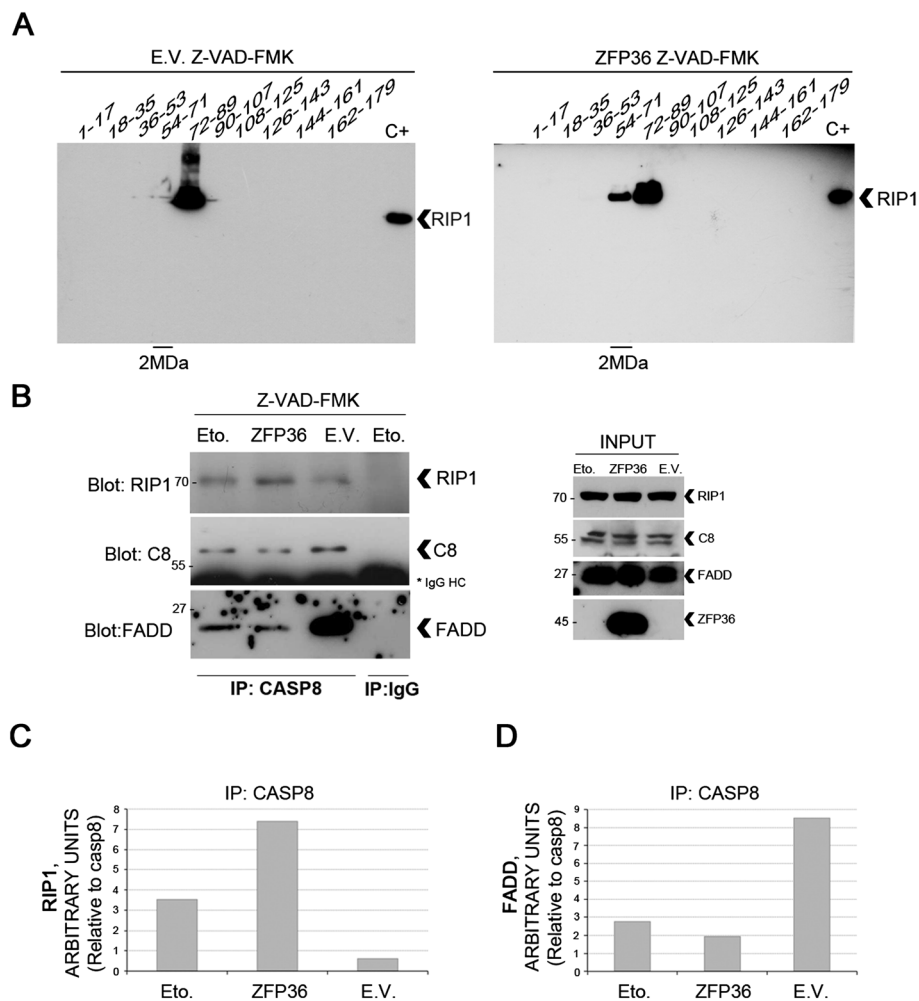 A
E.V. Z-VAD-FMK
1-17 18-35 36-53 54-71 72-89 90-107 108-125 126-143 144-161 162-179 C+
RIP1
2MDa
ZFP36 Z-VAD-FMK
1-17 18-35 36-53 54-71 72-89 90-107 108-125 126-143 144-161 162-179 C+
RIP1
2MDa
B
Z-VAD-FMK
Eto. ZFP36 E.V. Eto.
Blot: RIP1 70 - RIP1
Blot: C8 55 - C8
* IgG HC
Blot:FADD 27 - FADD
IP: CASP8 IP:IgG
INPUT
Eto. ZFP36 E.V.
70 - RIP1
55 - C8
27 - FADD
45 - ZFP36
C
IP: CASP8
RIP1,
ARBITRARY UNITS
(Relative to casp8)
8
7
6
5
4
3
2
1
0
Eto. ZFP36 E.V.
D
IP: CASP8
FADD,
ARBITRARY UNITS
(Relative to casp8)
9
8
7
6
5
4
3
2
1
0
Eto. ZFP36 E.V.